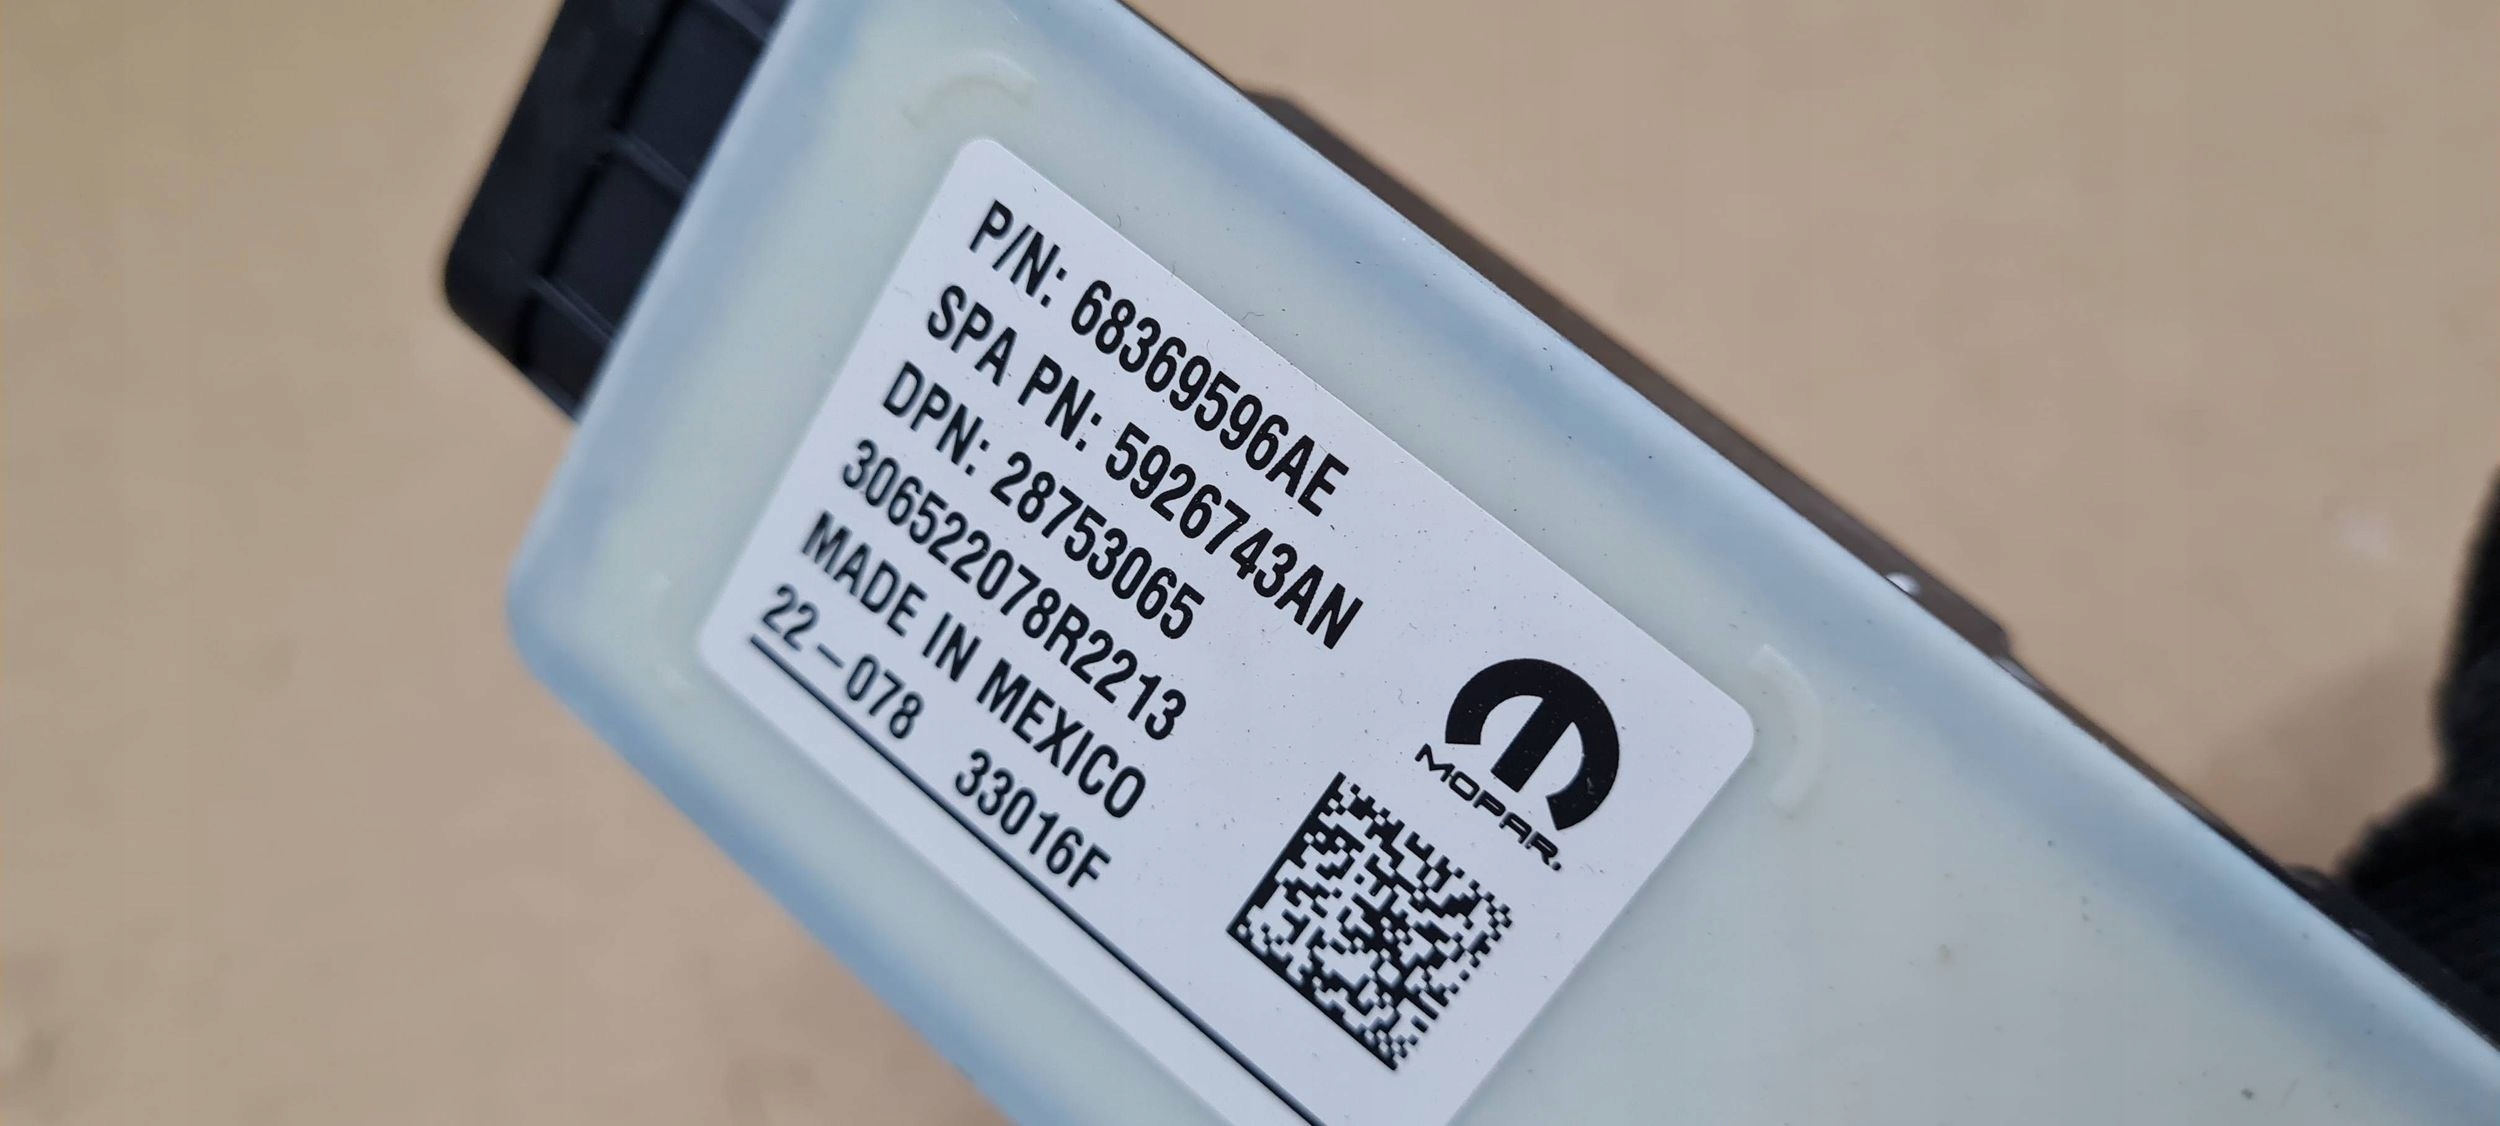 P/N: 68369596AE
SPA PN: 5926743AN
DPN: 28753065
306522078R2213
MADE IN MEXICO
22-078 33016F
MOPAR.